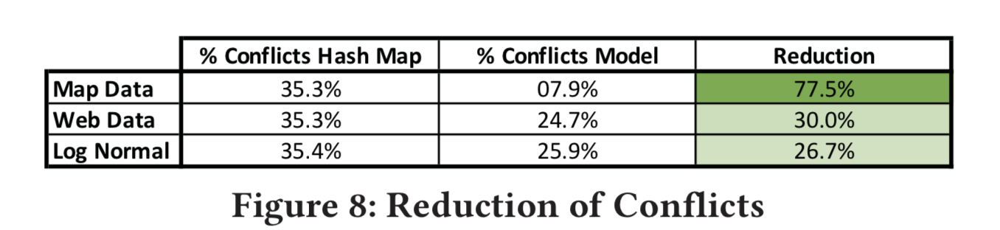 % Conflicts Hash Map % Conflicts Model Reduction
Map Data 35.3% 07.9% 77.5%
Web Data 35.3% 24.7% 30.0%
Log Normal 35.4% 25.9% 26.7%
Figure 8: Reduction of Conflicts